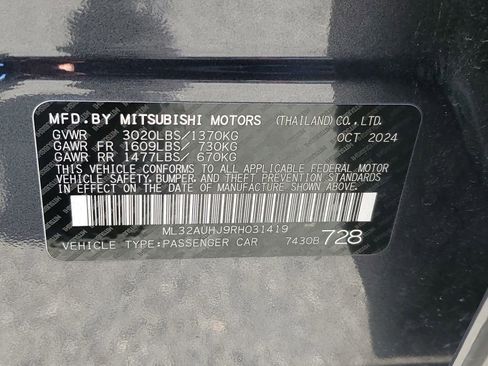 MFD. BY MITSUBISHI MOTORS (THAILAND) CO., LTD.
GVWR 3020LBS/1370KG OCT 2024
GAWR FR 1609LBS/ 730KG
GAWR RR 1477LBS/ 670KG
THIS VEHICLE CONFORMS TO ALL APPLICABLE FEDERAL MOTOR
VEHICLE SAFETY, BUMPER, AND THEFT PREVENTION STANDARDS
IN EFFECT ON THE DATE OF MANUFACTURE SHOWN ABOVE.
ML32AUHJ9RH031419
VEHICLE TYPE:PASSENGER CAR 7430B 728